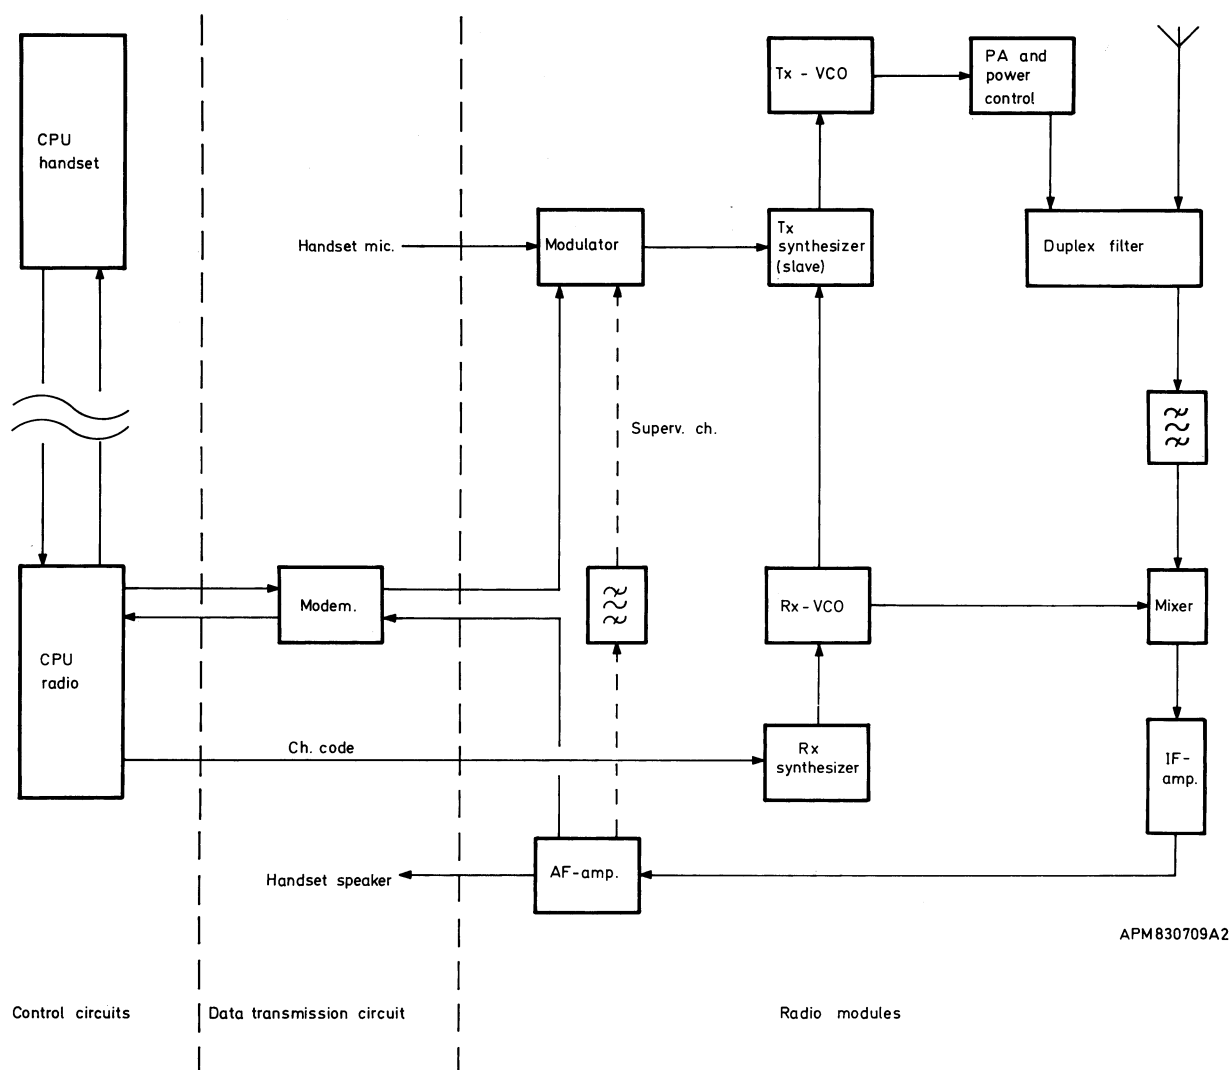 Tx - VCO
PA and
power
control
CPU
handset
Handset mic.
Modulator
Tx
synthesizer
(slave)
Duplex filter
Superv. ch.
Modem.
Rx - VCO
Mixer
CPU
radio
Ch. code
Rx
synthesizer
IF-
amp.
Handset speaker
AF-amp.
APM830709A2
Control circuits
Data transmission circuit
Radio modules